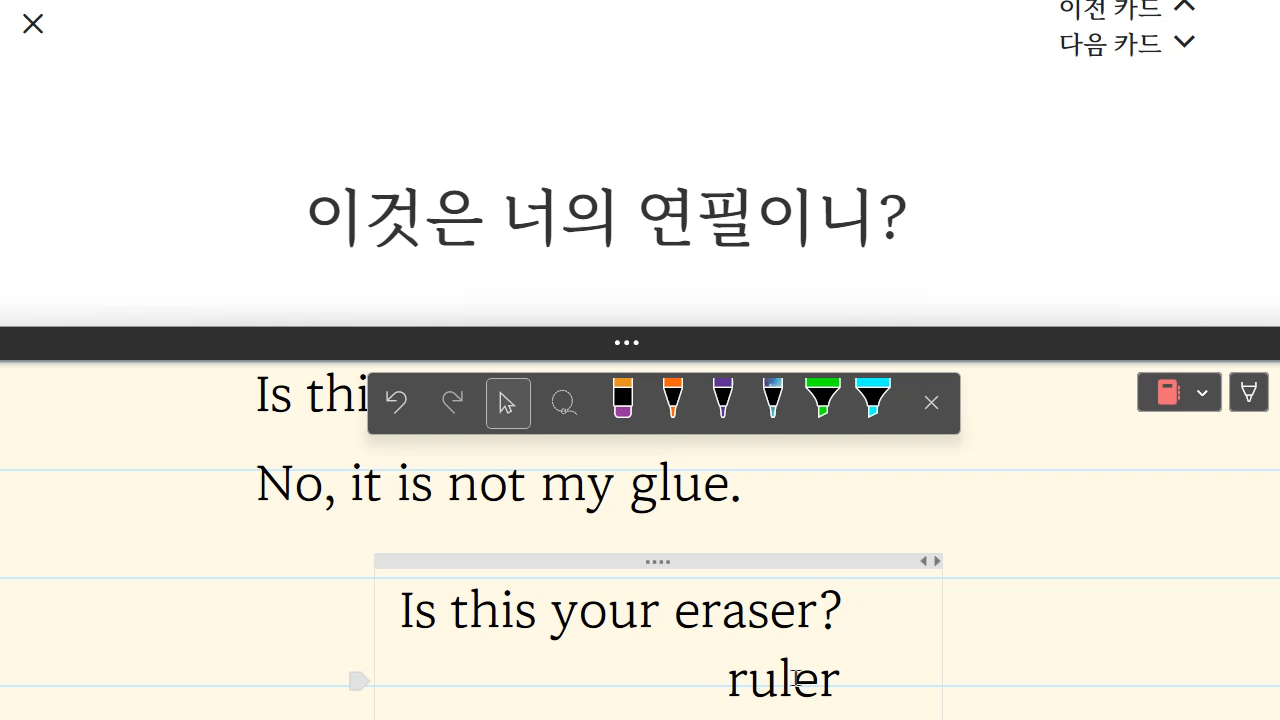 이전 카드
다음 카드
이것은 너의 연필이니?
Is thi
No, it is not my glue.
Is this your eraser?
ruler